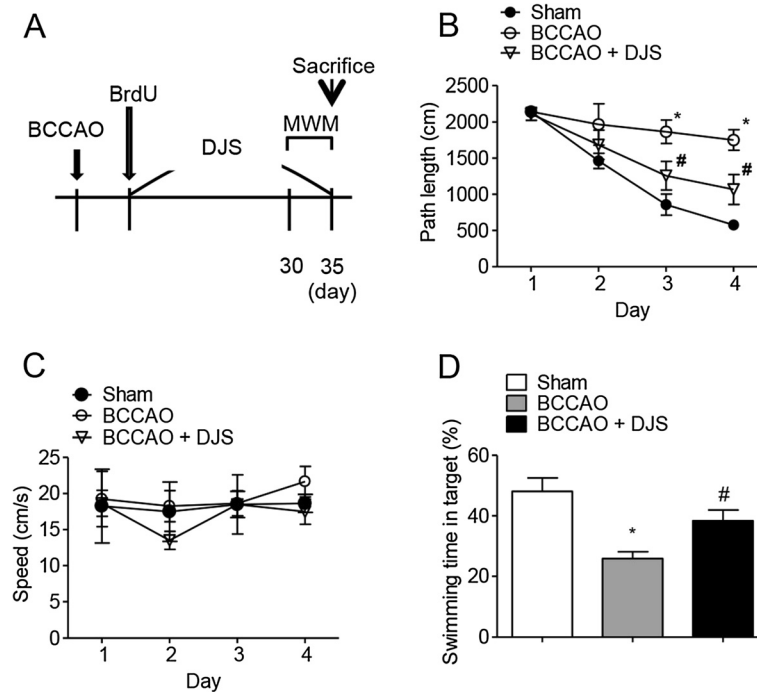 A
Sacrifice
BrdU
BCCAO
MWM
DJS
30 35
(day)
B
Sham
BCCAO
BCCAO + DJS
2500
2000
1500
1000
500
0
Path length (cm)
* *
# #
1 2 3 4
Day
C
Sham
BCCAO
BCCAO + DJS
25
20
15
10
5
0
Speed (cm/s)
1 2 3 4
Day
D
Sham
BCCAO
BCCAO + DJS
60
40
20
0
Swimming time in target (%)
* #